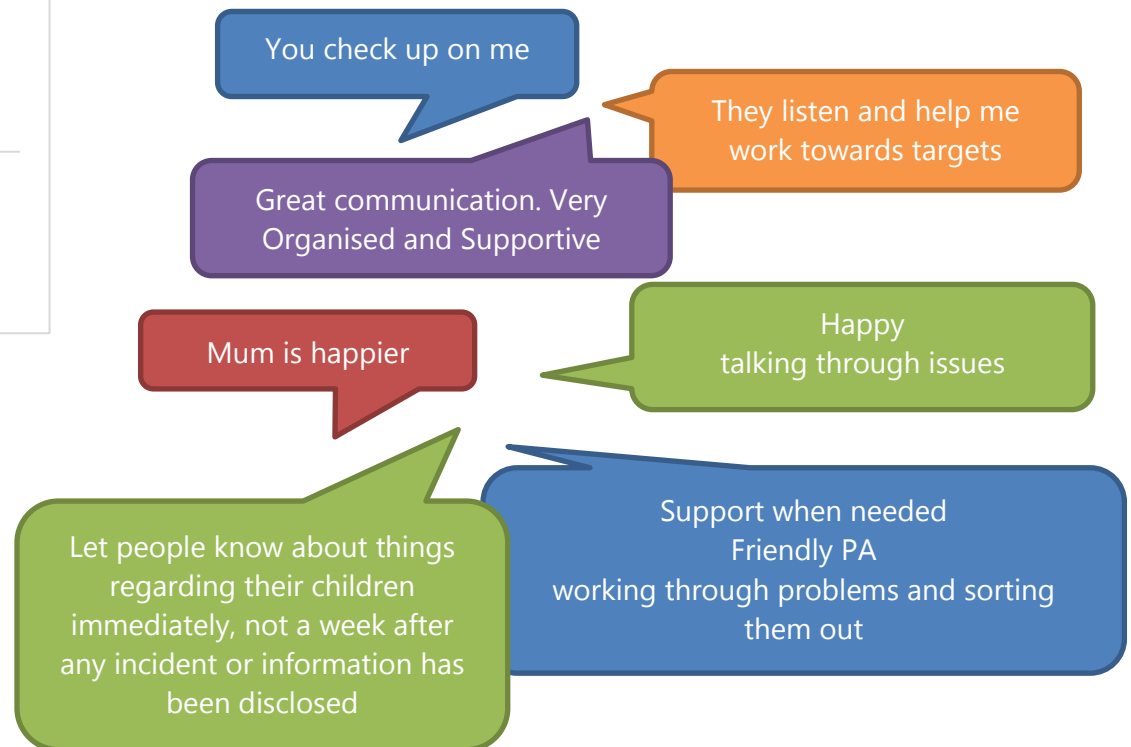 You check up on me
They listen and help me
work towards targets
Great communication. Very
Organised and Supportive
Happy
talking through issues
Mum is happier
Support when needed
Friendly PA
working through problems and sorting
them out
Let people know about things
regarding their children
immediately, not a week after
any incident or information has
been disclosed